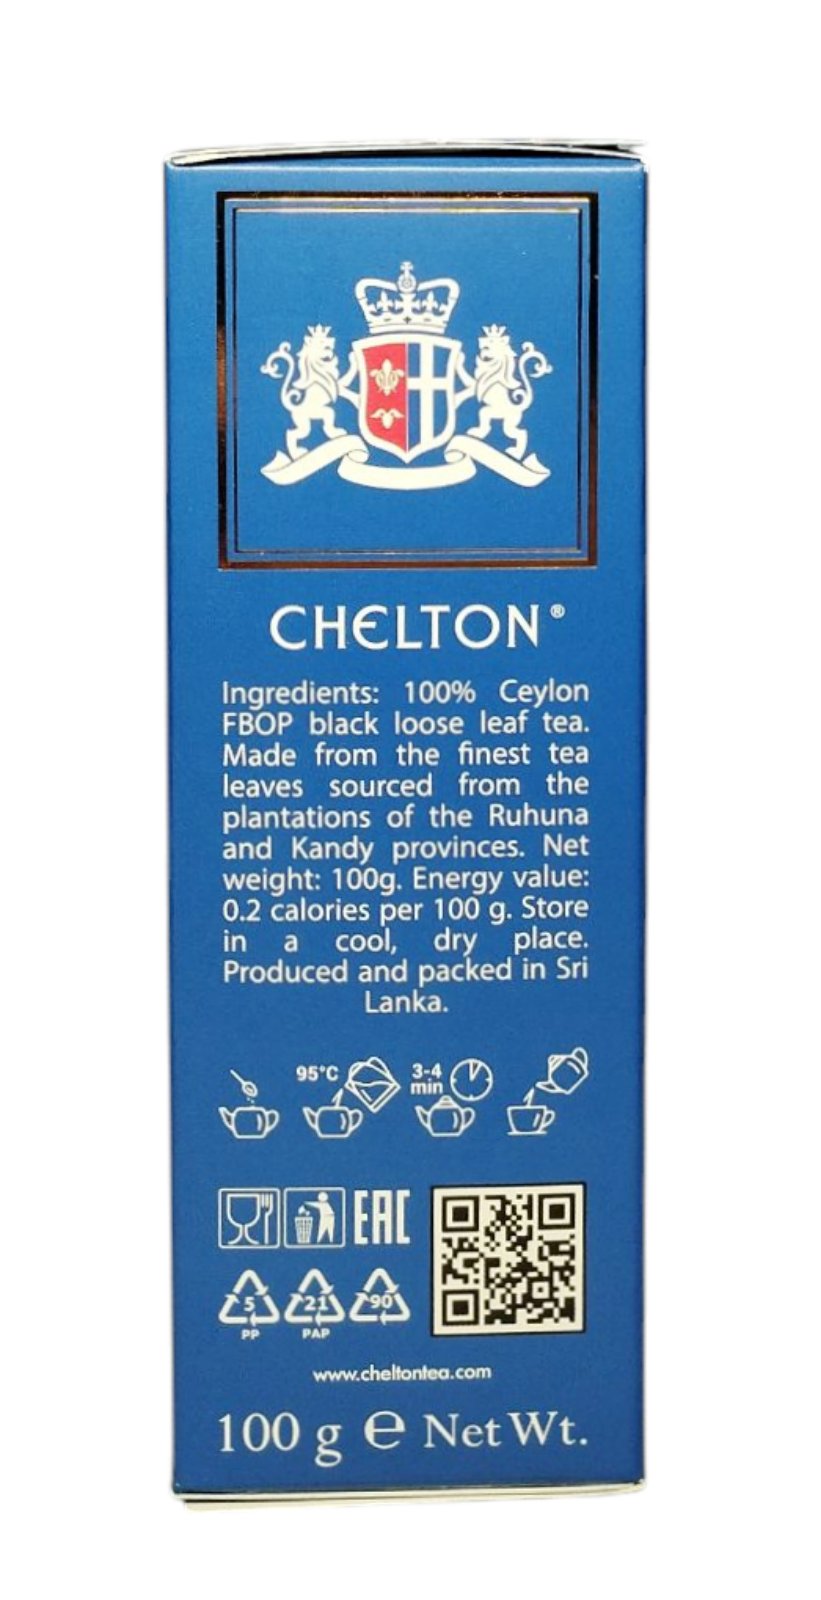 CHELTON®
Ingredients: 100% Ceylon
FBOP black loose leaf tea.
Made from the finest tea
leaves sourced from the
plantations of the Ruhuna
and Kandy provinces. Net
weight: 100g. Energy value:
0.2 calories per 100 g. Store
in a cool, dry place.
Produced and packed in Sri
Lanka.
95°C 3-4
min
EAC
5 21 90
PP PAP
www.cheltontea.com
100 g ℮ Net Wt.